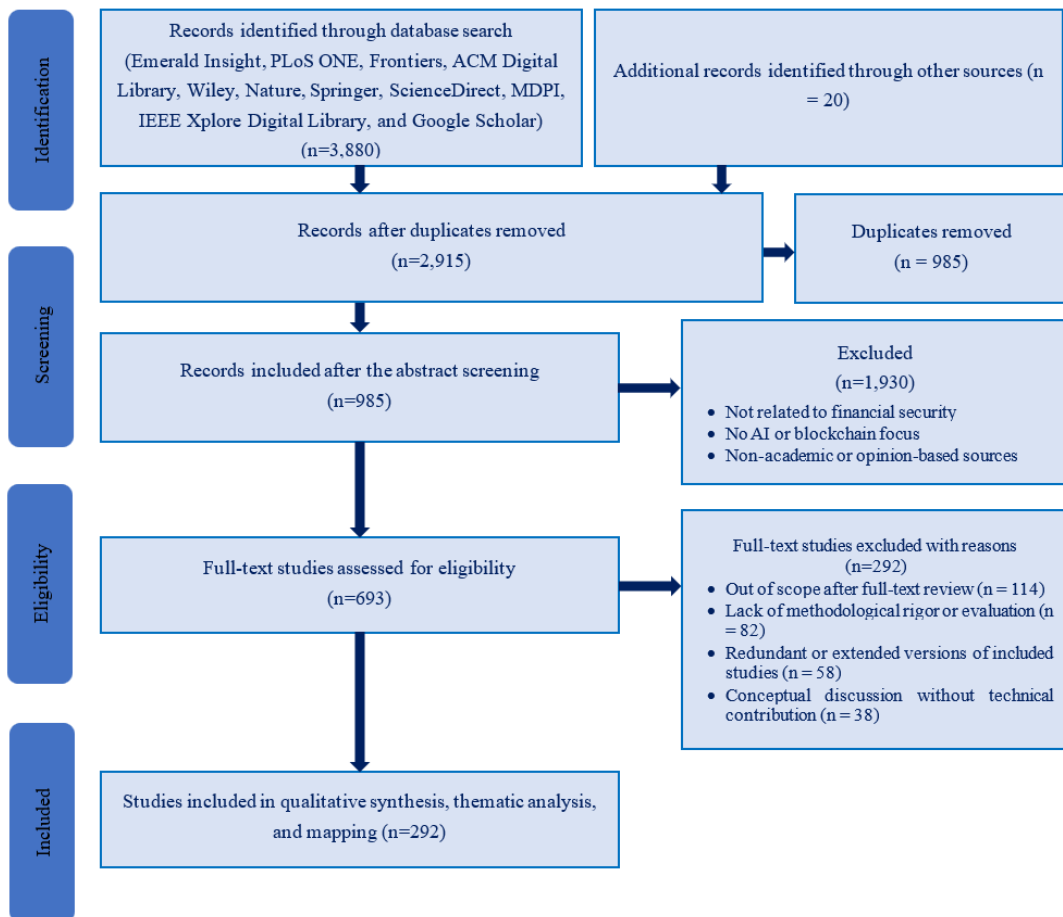 Identification
Records identified through database search
(Emerald Insight, PLoS ONE, Frontiers, ACM Digital
Library, Wiley, Nature, Springer, ScienceDirect, MDPI,
IEEE Xplore Digital Library, and Google Scholar)
(n=3,880)
Additional records identified through other sources (n
= 20)
Records after duplicates removed
(n=2,915)
Duplicates removed
(n = 985)
Screening
Records included after the abstract screening
(n=985)
Excluded
(n=1,930)
• Not related to financial security
• No AI or blockchain focus
• Non-academic or opinion-based sources
Eligibility
Full-text studies assessed for eligibility
(n=693)
Full-text studies excluded with reasons
(n=292)
• Out of scope after full-text review (n = 114)
• Lack of methodological rigor or evaluation (n
= 82)
• Redundant or extended versions of included
studies (n = 58)
• Conceptual discussion without technical
contribution (n = 38)
Included
Studies included in qualitative synthesis, thematic analysis,
and mapping (n=292)